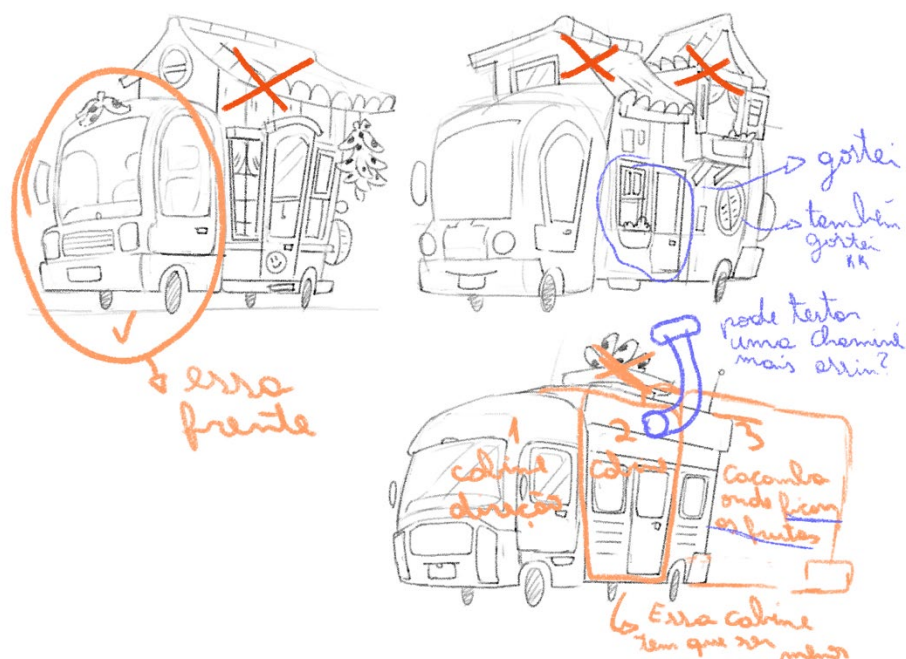 gostei
também
gostei
kk
pode testar
uma chaminé
mais assim?
essa
frente
1
cabine
direção
2
cabine
3
caçamba
onde ficam
as frutas
Essa cabine
tem que ser
menor